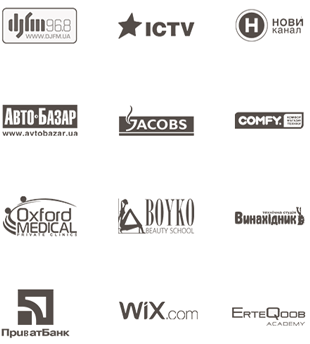 djfm 96.8
WWW.DJFM.UA
ICTV
Н НОВИ
КАНАЛ
АВТО-БАЗАР
www.avtobazar.ua
JACOBS
COMFY
Oxford
MEDICAL
PRIVATE CLINICS
BOYKO
BEAUTY SCHOOL
Винахідник
ПриватБанк
WiX.com
ERTEQOOB
ACADEMY